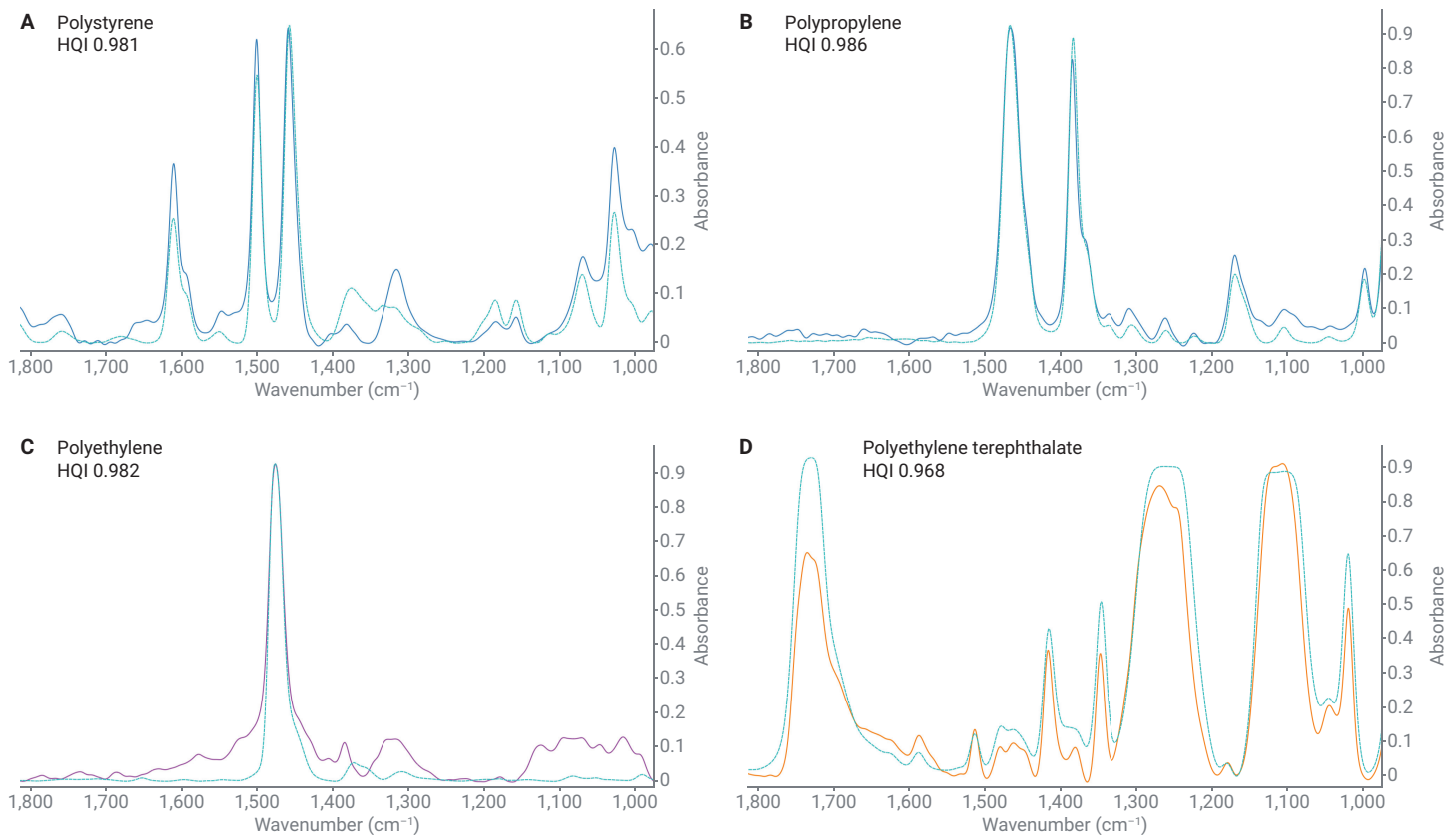 A Polystyrene
HQI 0.981
0.6
0.5
0.4
0.3
0.2
0.1
0
Absorbance
1,800 1,700 1,600 1,500 1,400 1,300 1,200 1,100 1,000
Wavenumber (cm⁻¹)
B Polypropylene
HQI 0.986
0.9
0.8
0.7
0.6
0.5
0.4
0.3
0.2
0.1
0
Absorbance
1,800 1,700 1,600 1,500 1,400 1,300 1,200 1,100 1,000
Wavenumber (cm⁻¹)
C Polyethylene
HQI 0.982
0.9
0.8
0.7
0.6
0.5
0.4
0.3
0.2
0.1
0
Absorbance
1,800 1,700 1,600 1,500 1,400 1,300 1,200 1,100 1,000
Wavenumber (cm⁻¹)
D Polyethylene terephthalate
HQI 0.968
0.9
0.8
0.7
0.6
0.5
0.4
0.3
0.2
0.1
0
Absorbance
1,800 1,700 1,600 1,500 1,400 1,300 1,200 1,100 1,000
Wavenumber (cm⁻¹)